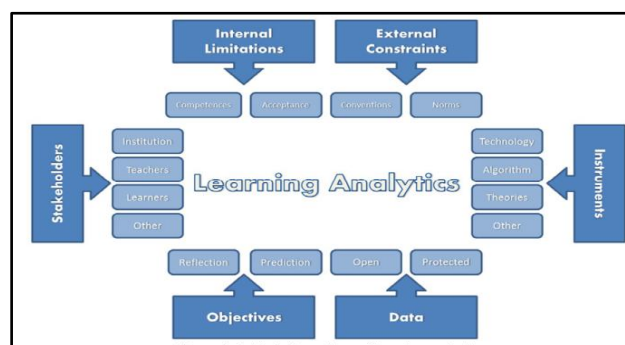 Internal
Limitations
External
Constraints
Competences
Acceptance
Conventions
Norms
Stakeholders
Institution
Teachers
Learners
Other
Learning Analytics
Technology
Algorithm
Theories
Other
Instruments
Reflection
Prediction
Open
Protected
Objectives
Data